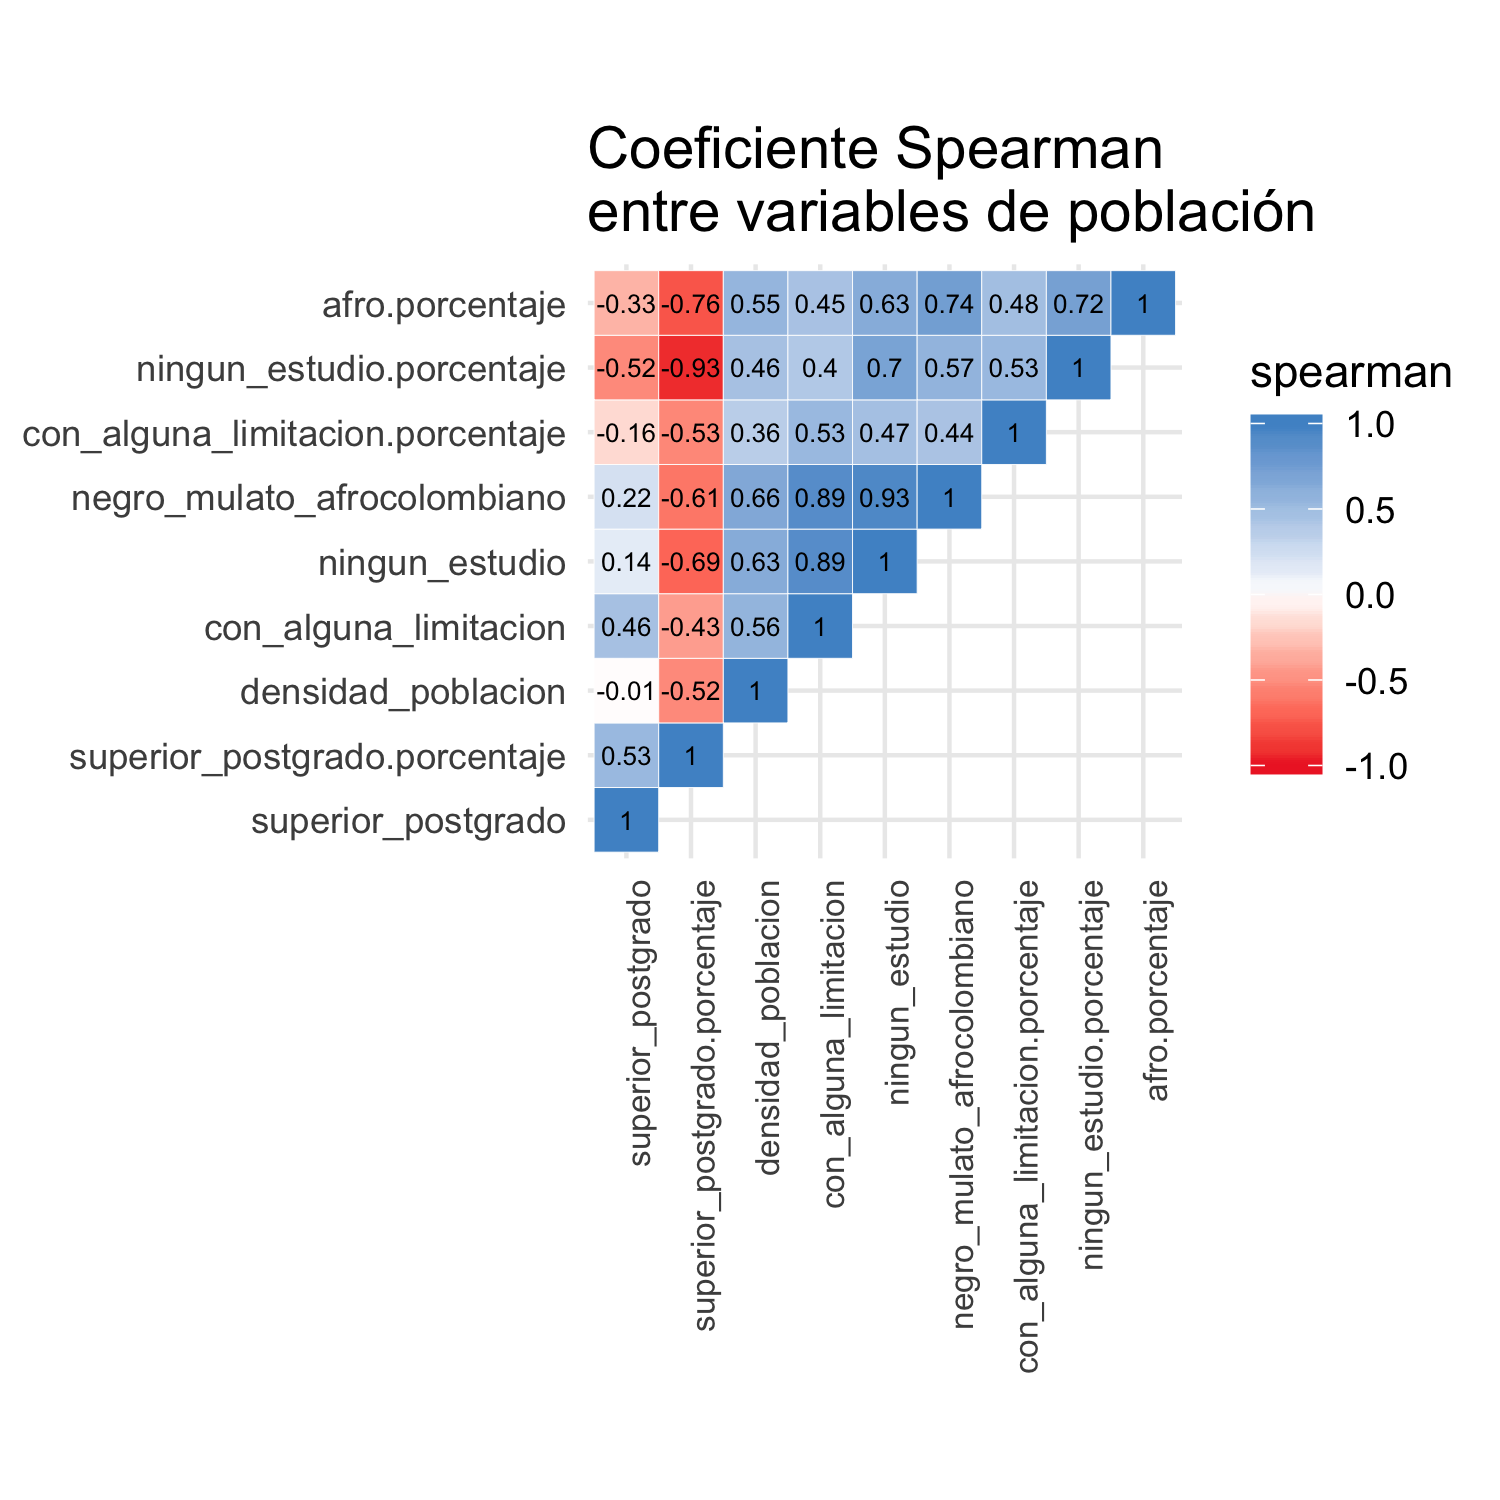 Coeficiente Spearman
entre variables de población
afro.porcentaje -0.33 -0.76 0.55 0.45 0.63 0.74 0.48 0.72 1
ningun_estudio.porcentaje -0.52 -0.93 0.46 0.4 0.7 0.57 0.53 1
con_alguna_limitacion.porcentaje -0.16 -0.53 0.36 0.53 0.47 0.44 1
negro_mulato_afrocolombiano 0.22 -0.61 0.66 0.89 0.93 1
ningun_estudio 0.14 -0.69 0.63 0.89 1
con_alguna_limitacion 0.46 -0.43 0.56 1
densidad_poblacion -0.01 -0.52 1
superior_postgrado.porcentaje 0.53 1
superior_postgrado 1
superior_postgrado
superior_postgrado.porcentaje
densidad_poblacion
con_alguna_limitacion
ningun_estudio
negro_mulato_afrocolombiano
con_alguna_limitacion.porcentaje
ningun_estudio.porcentaje
afro.porcentaje
spearman
1.0
0.5
0.0
-0.5
-1.0